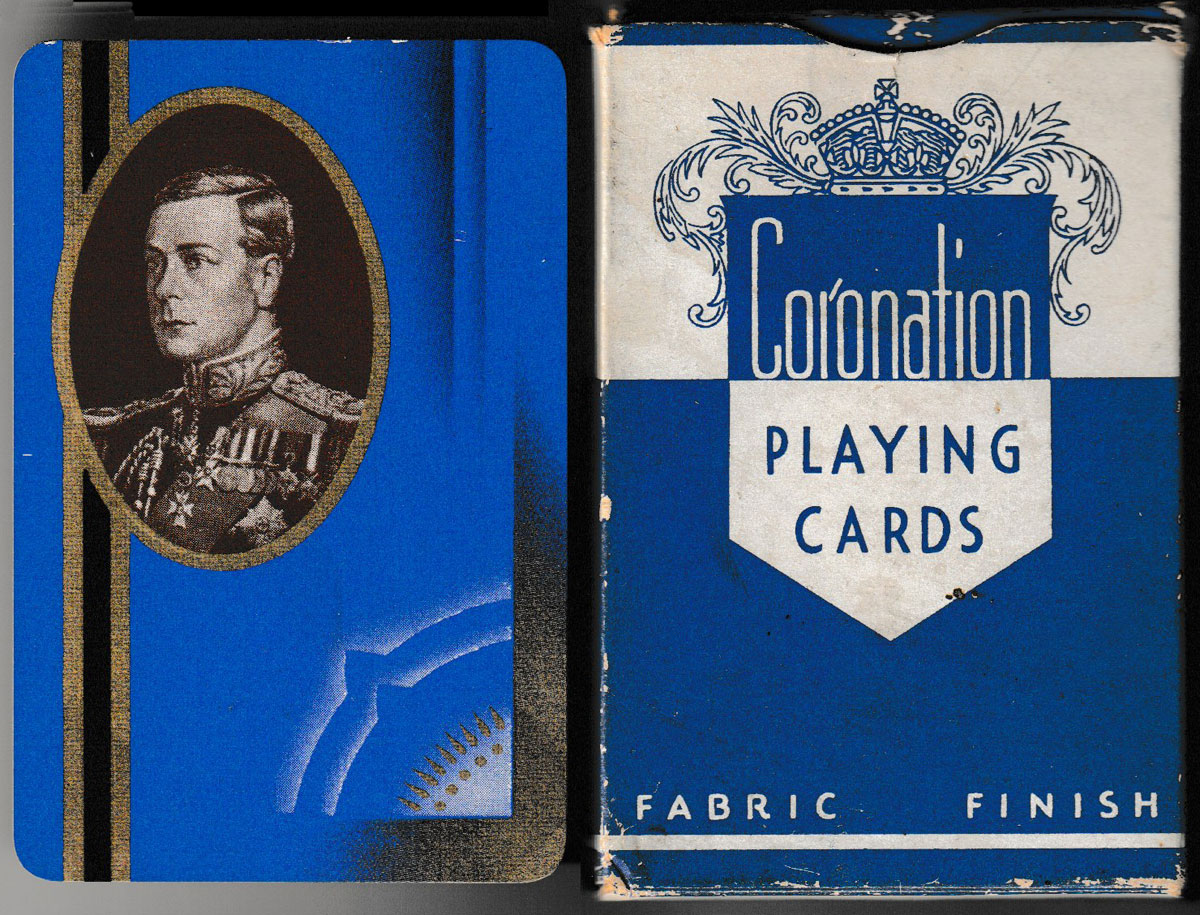 Coronation
PLAYING
CARDS
FABRIC FINISH